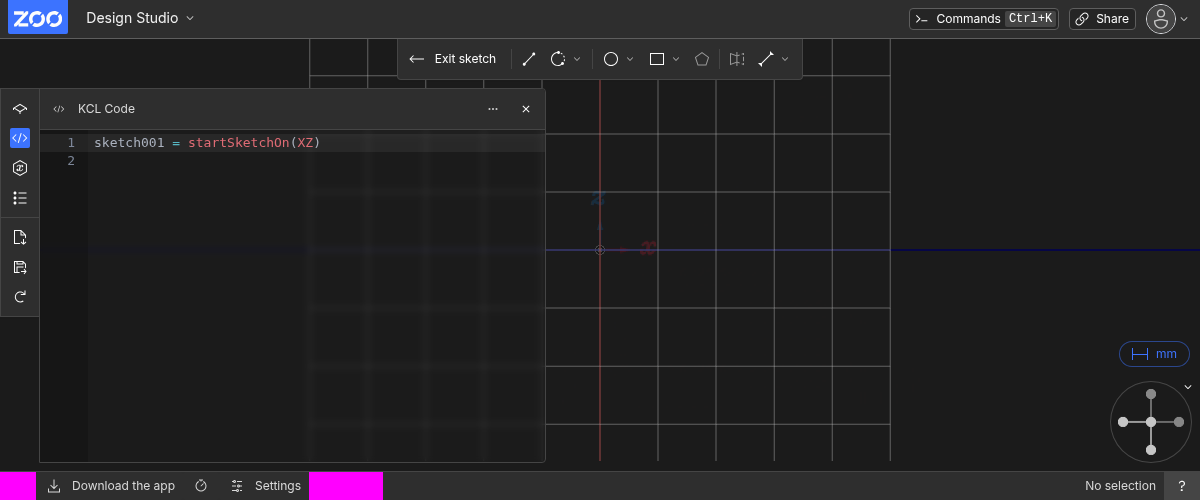 ZOO Design Studio Commands Ctrl+K Share
Exit sketch
KCL Code
1 sketch001 = startSketchOn(XZ)
2
z
x
mm
Download the app Settings No selection ?